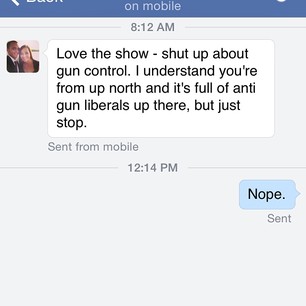 on mobile
8:12 AM
Love the show - shut up about
gun control. I understand you're
from up north and it's full of anti
gun liberals up there, but just
stop.
Sent from mobile
12:14 PM
Nope.
Sent